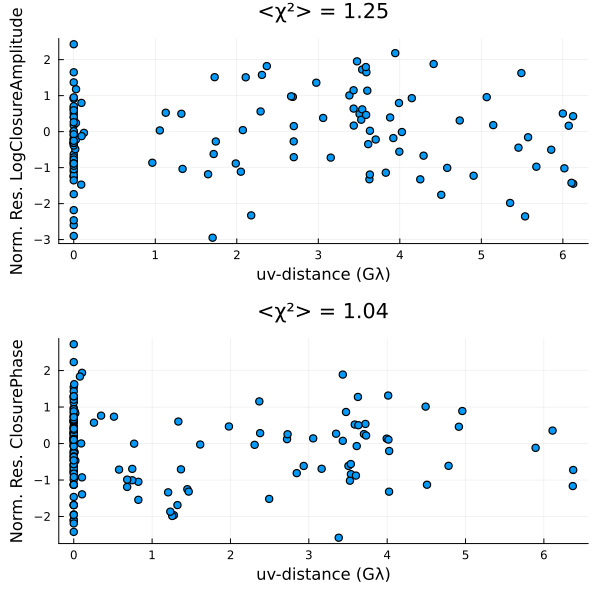 <χ²> = 1.25
Norm. Res. LogClosureAmplitude
2
1
0
−1
−2
−3
0 1 2 3 4 5 6
uv-distance (Gλ)
<χ²> = 1.04
Norm. Res. ClosurePhase
2
1
0
−1
−2
0 1 2 3 4 5 6
uv-distance (Gλ)